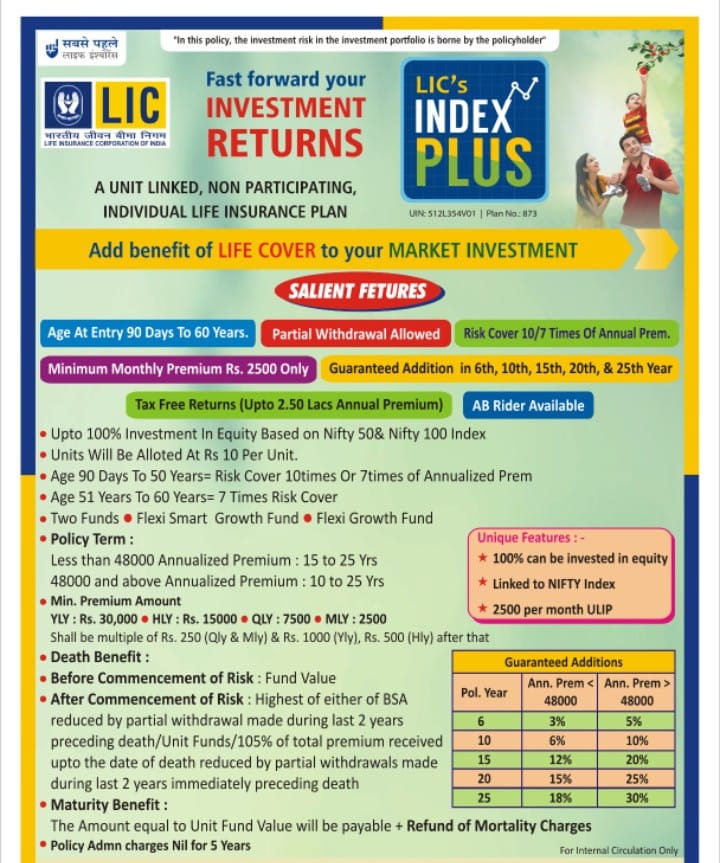 सबसे पहले
लाइफ इंश्योरेंस
"In this policy, the investment risk in the investment portfolio is borne by the policyholder"
LIC
भारतीय जीवन बीमा निगम
LIFE INSURANCE CORPORATION OF INDIA
Fast forward your
INVESTMENT
RETURNS
LIC's
INDEX
PLUS
A UNIT LINKED, NON PARTICIPATING,
INDIVIDUAL LIFE INSURANCE PLAN
UIN: 512L354V01 | Plan No.: 873
Add benefit of LIFE COVER to your MARKET INVESTMENT
SALIENT FETURES
Age At Entry 90 Days To 60 Years.
Partial Withdrawal Allowed
Risk Cover 10/7 Times Of Annual Prem.
Minimum Monthly Premium Rs. 2500 Only
Guaranteed Addition in 6th, 10th, 15th, 20th, & 25th Year
Tax Free Returns (Upto 2.50 Lacs Annual Premium)
AB Rider Available
• Upto 100% Investment In Equity Based on Nifty 50& Nifty 100 Index
• Units Will Be Alloted At Rs 10 Per Unit.
• Age 90 Days To 50 Years= Risk Cover 10times Or 7times of Annualized Prem
• Age 51 Years To 60 Years= 7 Times Risk Cover
• Two Funds • Flexi Smart Growth Fund • Flexi Growth Fund
• Policy Term :
Less than 48000 Annualized Premium : 15 to 25 Yrs
48000 and above Annualized Premium : 10 to 25 Yrs
• Min. Premium Amount
YLY : Rs. 30,000 • HLY : Rs. 15000 • QLY : 7500 • MLY : 2500
Shall be multiple of Rs. 250 (Qly & Mly) & Rs. 1000 (Yly), Rs. 500 (Hly) after that
Unique Features : -
★ 100% can be invested in equity
★ Linked to NIFTY Index
★ 2500 per month ULIP
• Death Benefit :
• Before Commencement of Risk : Fund Value
• After Commencement of Risk : Highest of either of BSA
reduced by partial withdrawal made during last 2 years
preceding death/Unit Funds/105% of total premium received
upto the date of death reduced by partial withdrawals made
during last 2 years immediately preceding death
Guaranteed Additions
Pol. Year Ann. Prem < 48000 Ann. Prem > 48000
6 3% 5%
10 6% 10%
15 12% 20%
20 15% 25%
25 18% 30%
• Maturity Benefit :
The Amount equal to Unit Fund Value will be payable + Refund of Mortality Charges
• Policy Admn charges Nil for 5 Years
For Internal Circulation Only